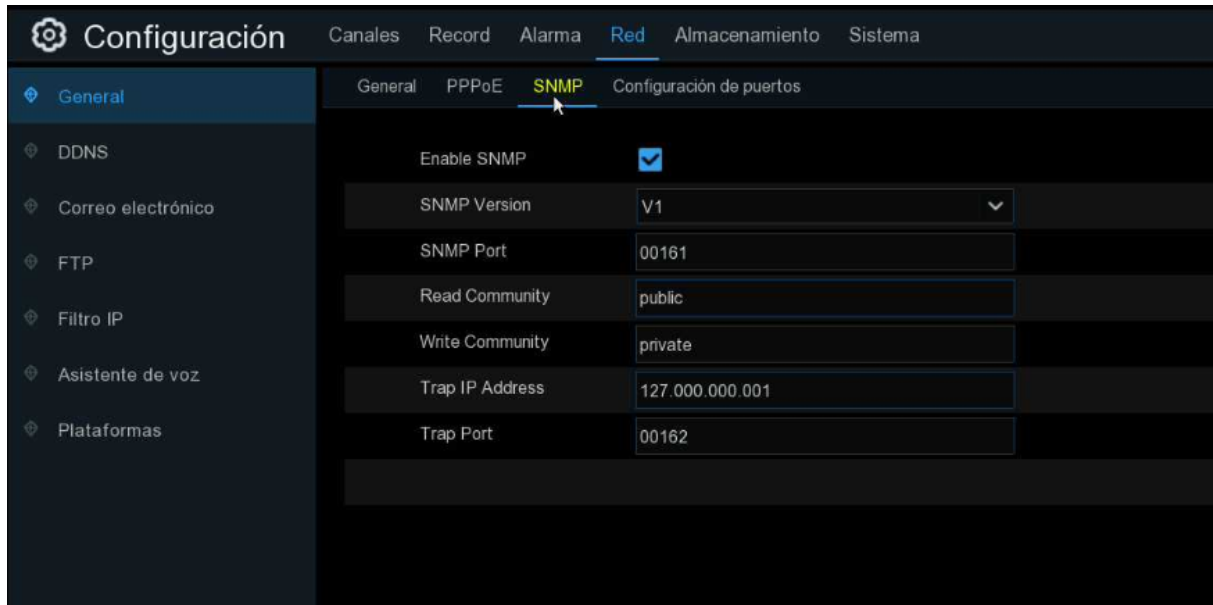 Configuración
Canales Record Alarma Red Almacenamiento Sistema
General
DDNS
Correo electrónico
FTP
Filtro IP
Asistente de voz
Plataformas
General PPPoE SNMP Configuración de puertos
Enable SNMP
SNMP Version V1
SNMP Port 00161
Read Community public
Write Community private
Trap IP Address 127.000.000.001
Trap Port 00162